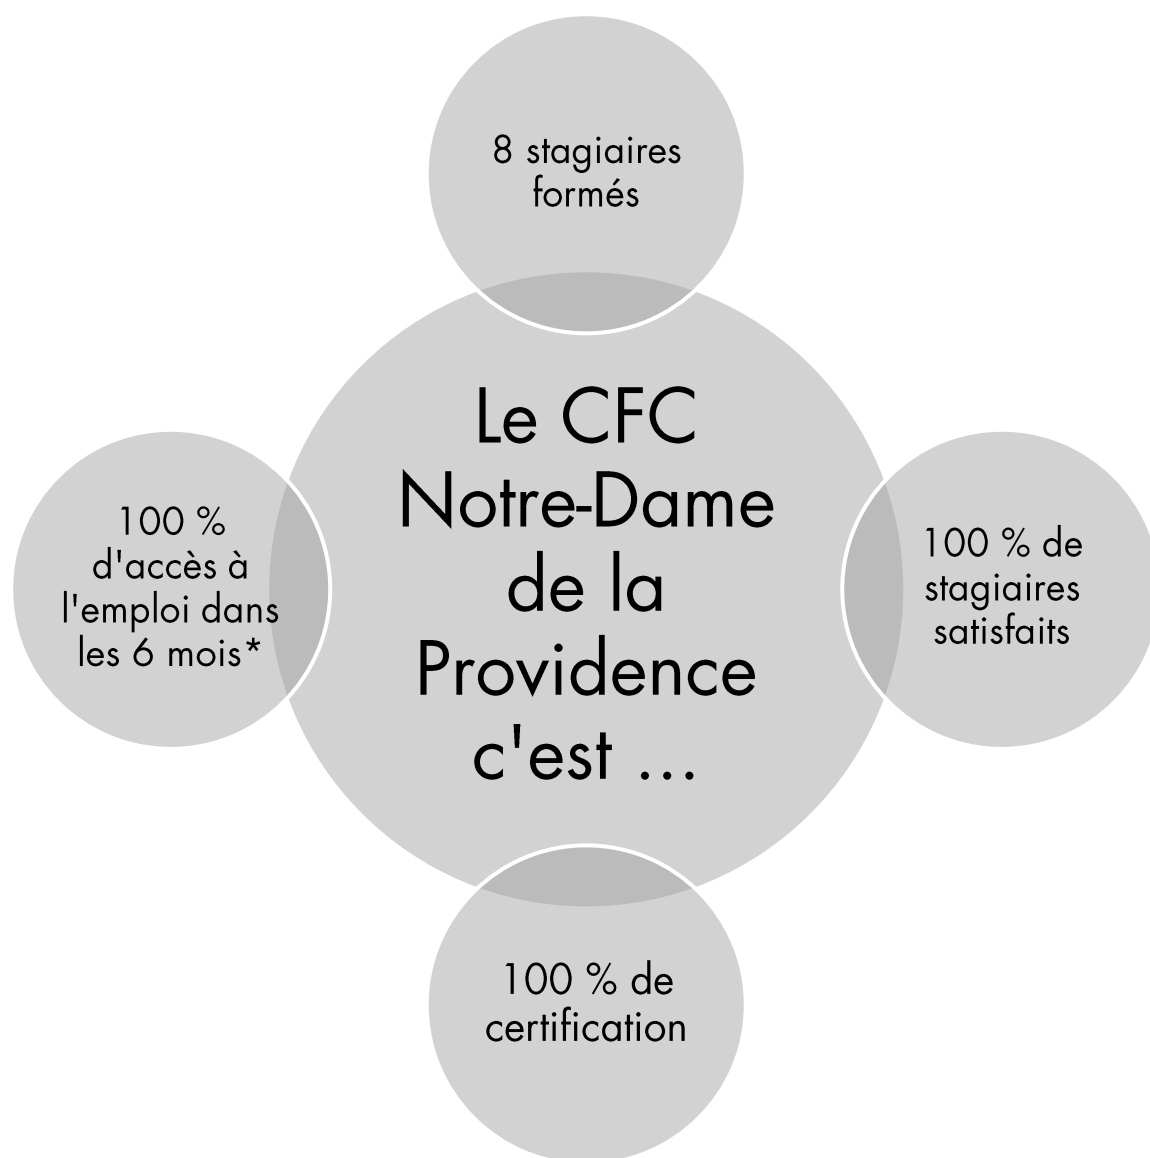 8 stagiaires
formés
Le CFC
Notre-Dame
de la
Providence
c'est ...
100 %
d'accès à
l'emploi dans
les 6 mois*
100 % de
stagiaires
satisfaits
100 % de
certification